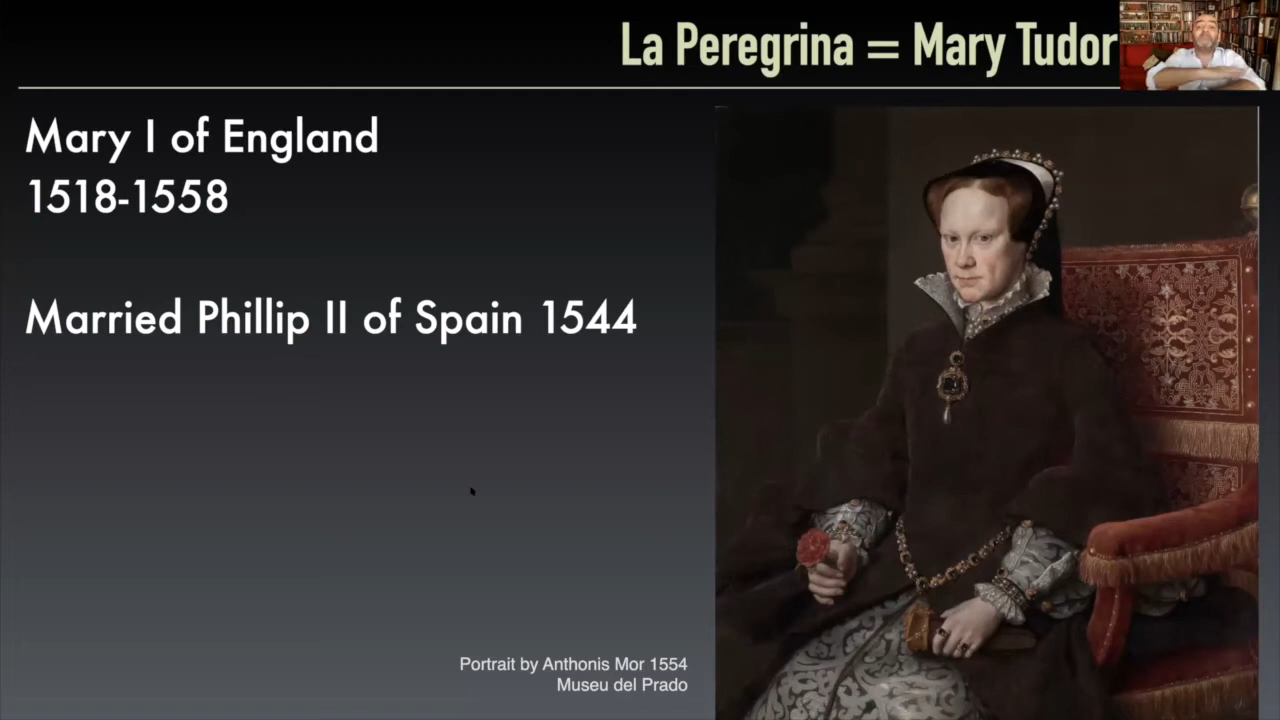 La Peregrina = Mary Tudor
Mary I of England
1518-1558
Married Phillip II of Spain 1544
Portrait by Anthonis Mor 1554
Museu del Prado